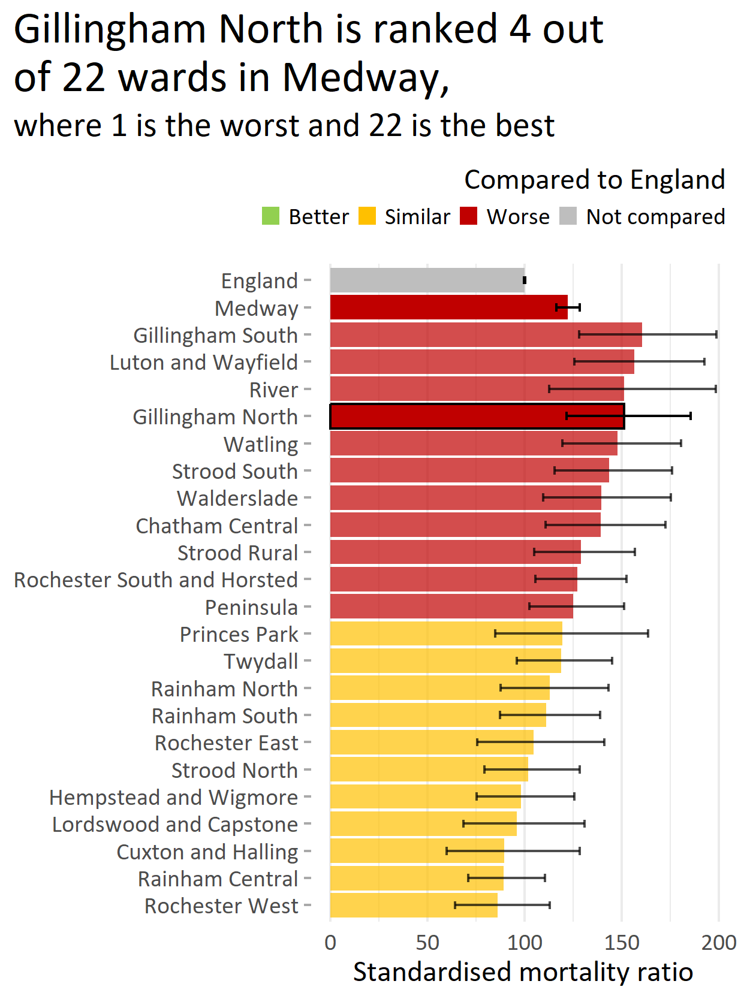 Gillingham North is ranked 4 out
of 22 wards in Medway,
where 1 is the worst and 22 is the best
Compared to England
Better Similar Worse Not compared
England
Medway
Gillingham South
Luton and Wayfield
River
Gillingham North
Watling
Strood South
Walderslade
Chatham Central
Strood Rural
Rochester South and Horsted
Peninsula
Princes Park
Twydall
Rainham North
Rainham South
Rochester East
Strood North
Hempstead and Wigmore
Lordswood and Capstone
Cuxton and Halling
Rainham Central
Rochester West
0 50 100 150 200
Standardised mortality ratio